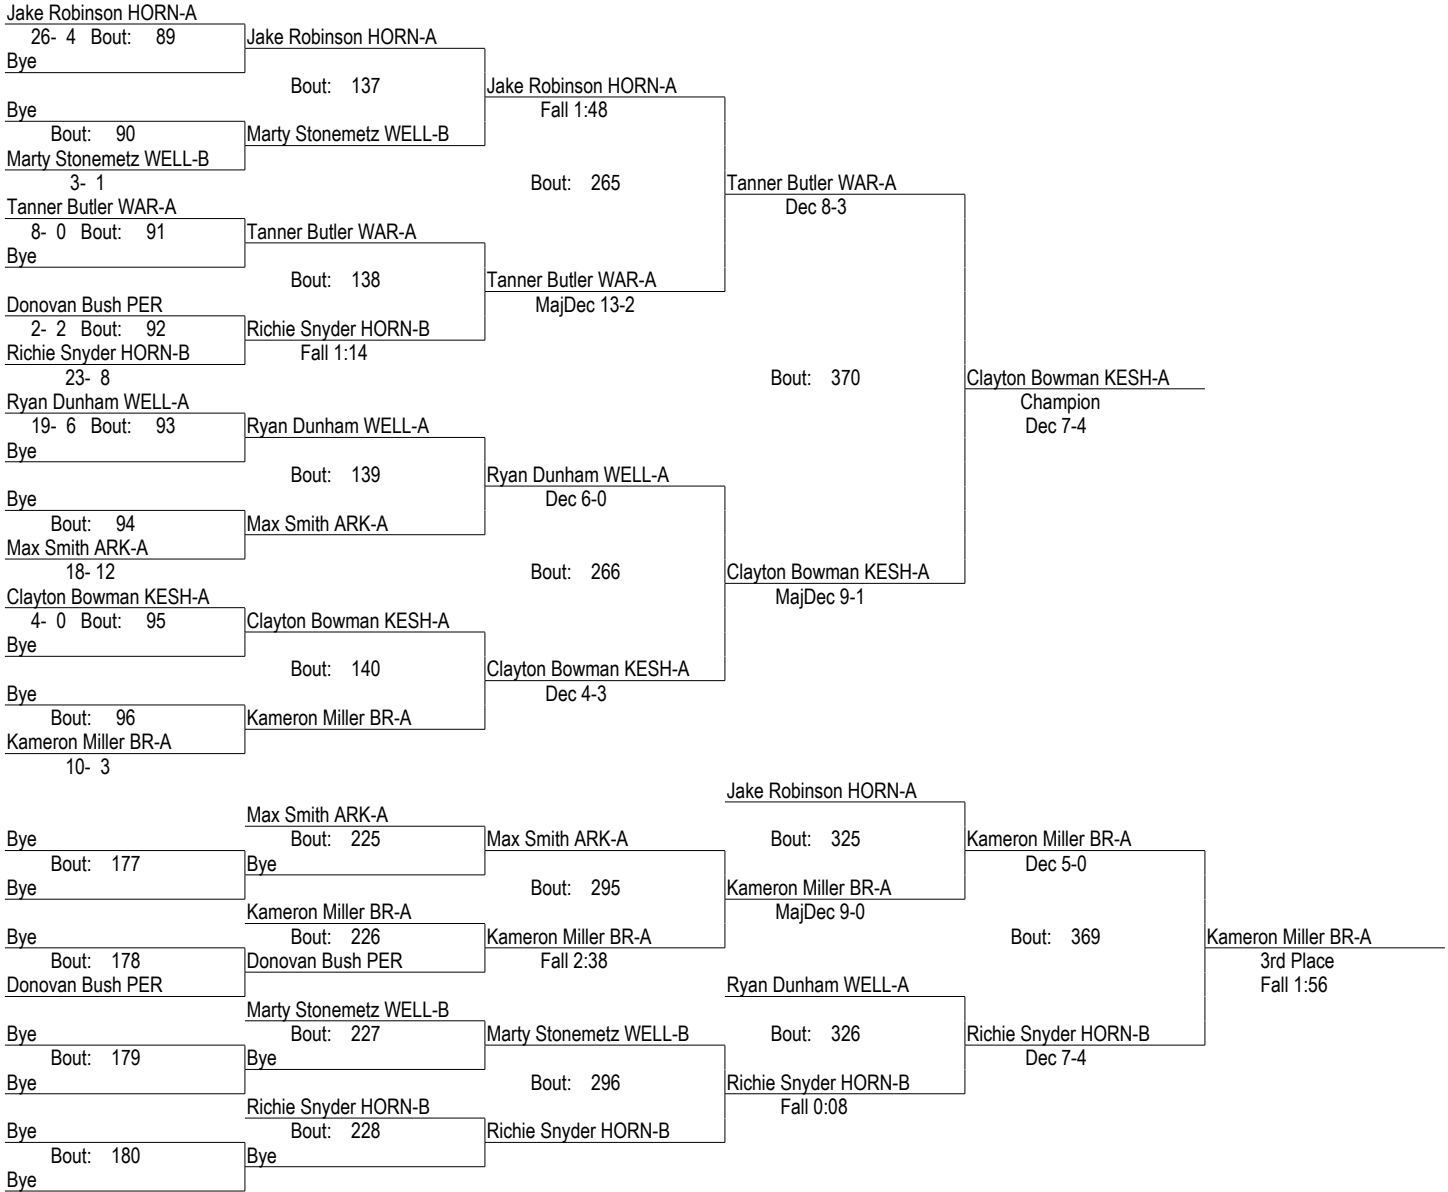 Jake Robinson HORN-A
26- 4 Bout: 89 Jake Robinson HORN-A
Bye
Bout: 137 Jake Robinson HORN-A
Bye Fall 1:48
Bout: 90 Marty Stonemetz WELL-B
Marty Stonemetz WELL-B
3- 1 Bout: 265 Tanner Butler WAR-A
Tanner Butler WAR-A Dec 8-3
8- 0 Bout: 91 Tanner Butler WAR-A
Bye
Bout: 138 Tanner Butler WAR-A
Donovan Bush PER MajDec 13-2
2- 2 Bout: 92 Richie Snyder HORN-B
Richie Snyder HORN-B Fall 1:14
23- 8 Bout: 370 Clayton Bowman KESH-A
Ryan Dunham WELL-A Champion
19- 6 Bout: 93 Ryan Dunham WELL-A Dec 7-4
Bye
Bout: 139 Ryan Dunham WELL-A
Bye Dec 6-0
Bout: 94 Max Smith ARK-A
Max Smith ARK-A
18- 12 Bout: 266 Clayton Bowman KESH-A
Clayton Bowman KESH-A MajDec 9-1
4- 0 Bout: 95 Clayton Bowman KESH-A
Bye
Bout: 140 Clayton Bowman KESH-A
Bye Dec 4-3
Bout: 96 Kameron Miller BR-A
Kameron Miller BR-A
10- 3
Jake Robinson HORN-A
Max Smith ARK-A
Bye Bout: 225 Max Smith ARK-A Bout: 325 Kameron Miller BR-A
Bout: 177 Bye Dec 5-0
Bye Bout: 295 Kameron Miller BR-A
Kameron Miller BR-A MajDec 9-0
Bye Bout: 226 Kameron Miller BR-A Bout: 369 Kameron Miller BR-A
Bout: 178 Donovan Bush PER Fall 2:38 3rd Place
Donovan Bush PER Ryan Dunham WELL-A Fall 1:56
Marty Stonemetz WELL-B
Bye Bout: 227 Marty Stonemetz WELL-B Bout: 326 Richie Snyder HORN-B
Bout: 179 Bye Dec 7-4
Bye Bout: 296 Richie Snyder HORN-B
Richie Snyder HORN-B Fall 0:08
Bye Bout: 228 Richie Snyder HORN-B
Bout: 180 Bye
Bye